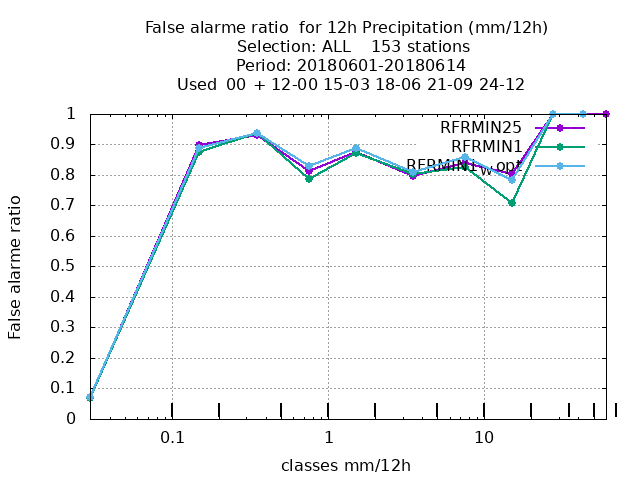 False alarme ratio  for 12h Precipitation (mm/12h)
Selection: ALL    153 stations
Period: 20180601-20180614
Used  00 + 12-00 15-03 18-06 21-09 24-12
False alarme ratio
1
0.9
0.8
0.7
0.6
0.5
0.4
0.3
0.2
0.1
0
RFRMIN25
RFRMIN1
RFRMIN1wopt
0.1
1
10
classes mm/12h